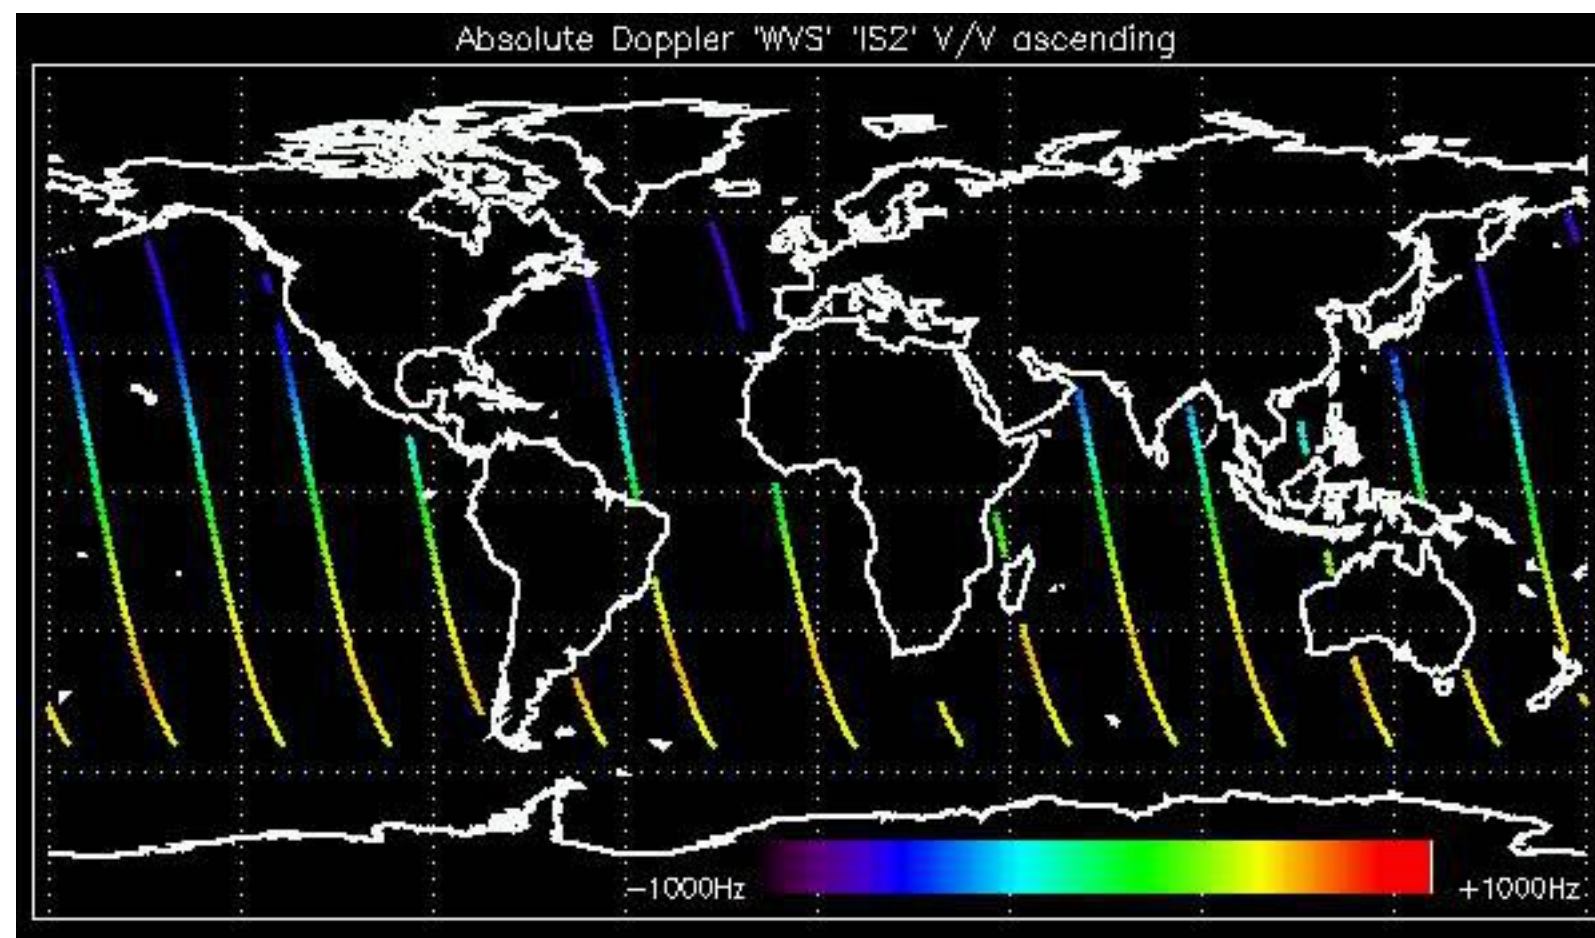 Absolute Doppler 'WVS' 'IS2' V/V ascending
-1000Hz +1000Hz